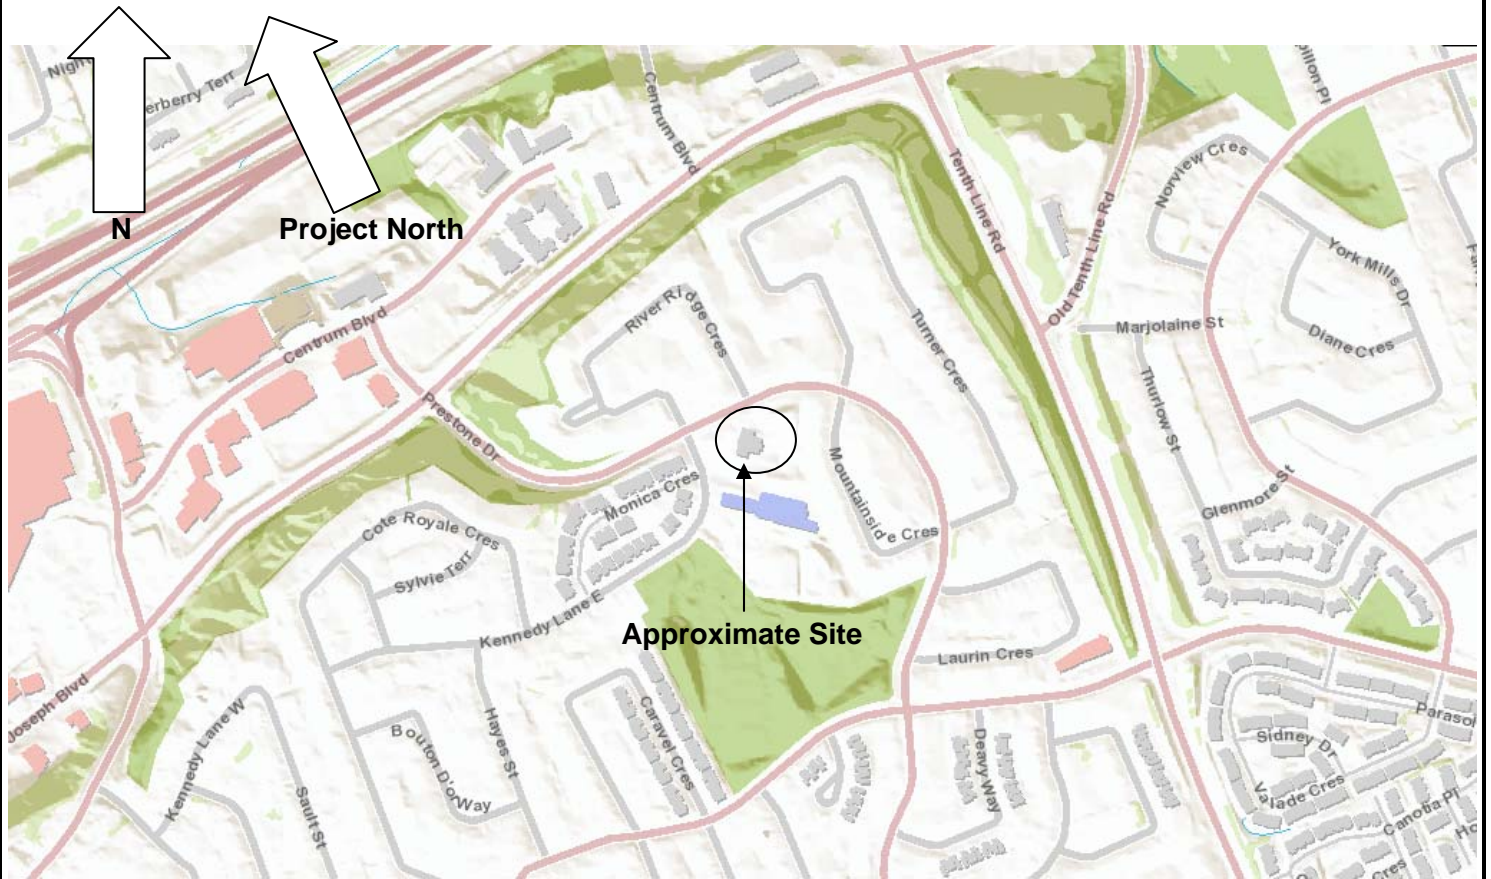 Centrum Blvd
Tenth Line Rd
Norview Cres
N
Project North
York Mills Dr
Old Tenth Line Rd
River Ridge Cres
Turner Cres
Centrum Blvd
Marjolaine St
Diane Cres
Thurlow St
Prestone Dr
Mountainside Cres
Monica Cres
Glenmore St
Cote Royale Cres
Sylvie Terr
Kennedy Lane E
Approximate Site
Laurin Cres
Joseph Blvd
Kennedy Lane W
Hayes St
Bouton D'or Way
Caravel Cres
Deavy Way
Sidney Dr
Parasol
Valade Cres
Canotia Pl
Sault St
Cres